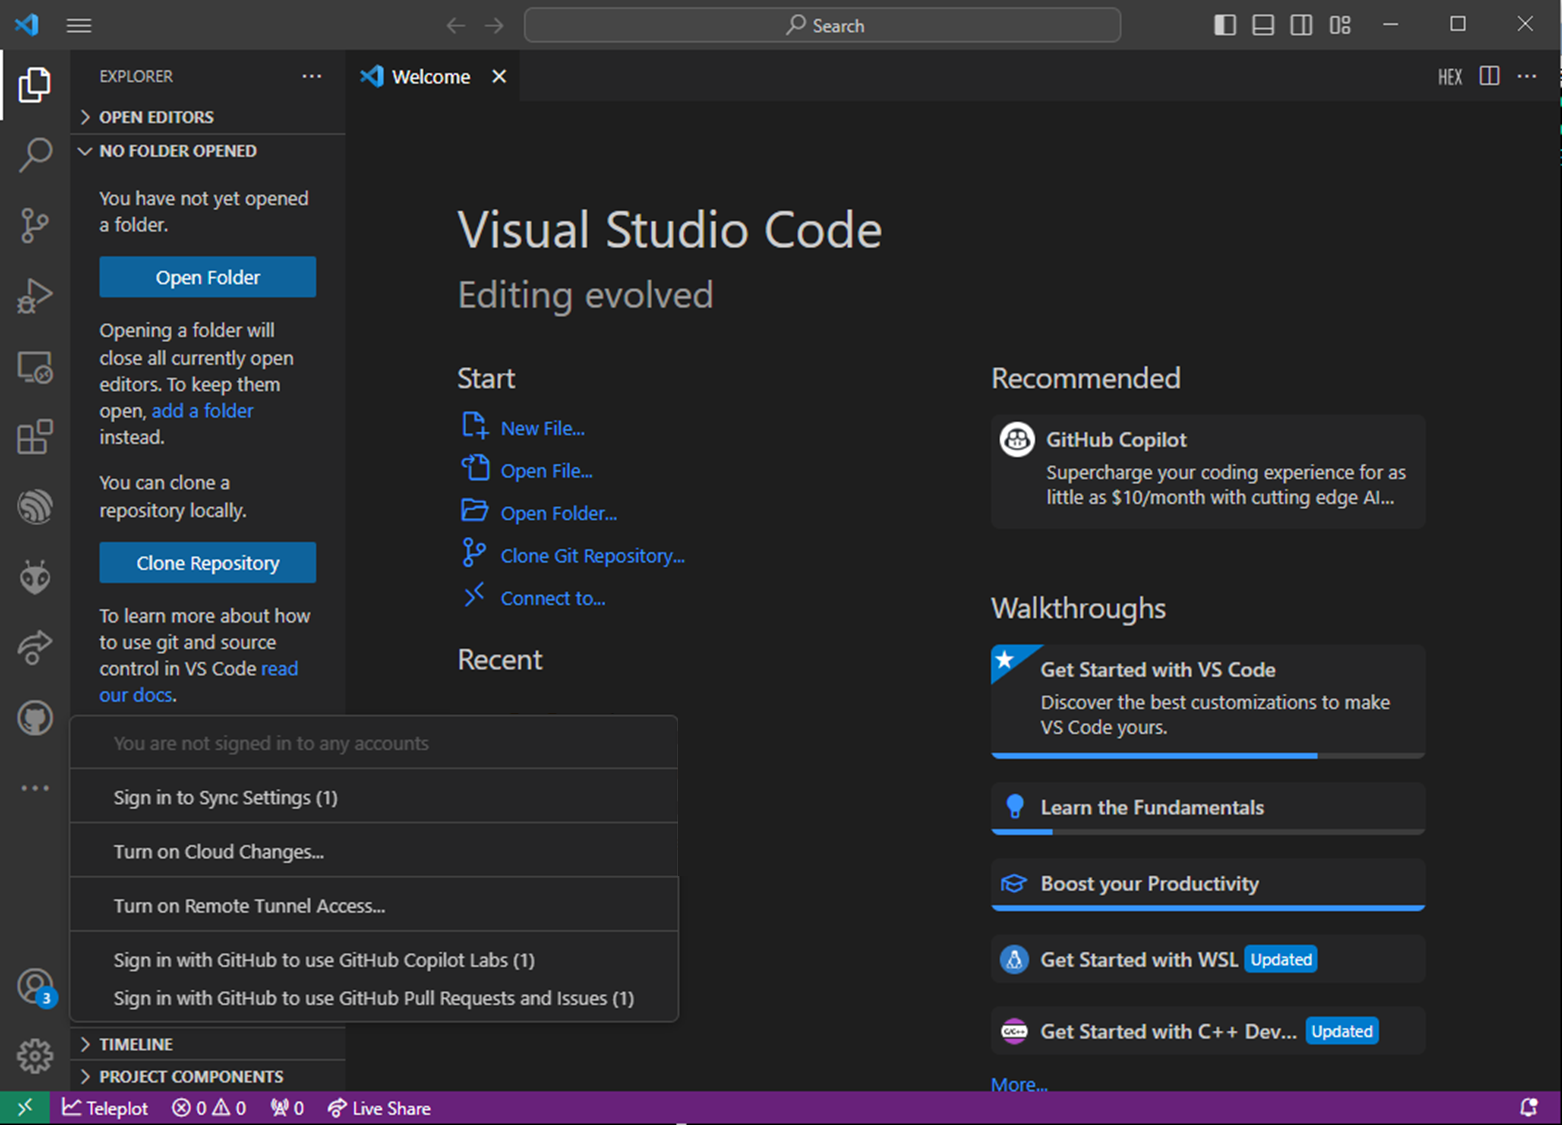 Search
EXPLORER
Welcome
HEX
OPEN EDITORS
NO FOLDER OPENED
You have not yet opened
a folder.
Open Folder
Opening a folder will
close all currently open
editors. To keep them
open, add a folder
instead.
You can clone a
repository locally.
Clone Repository
To learn more about how
to use git and source
control in VS Code read
our docs.
Visual Studio Code
Editing evolved
Start
New File...
Open File...
Open Folder...
Clone Git Repository...
Connect to...
Recent
Recommended
GitHub Copilot
Supercharge your coding experience for as
little as $10/month with cutting edge AI...
Walkthroughs
Get Started with VS Code
Discover the best customizations to make
VS Code yours.
Learn the Fundamentals
Boost your Productivity
Get Started with WSL Updated
C/C++ Get Started with C++ Dev... Updated
More...
You are not signed in to any accounts
Sign in to Sync Settings (1)
Turn on Cloud Changes...
Turn on Remote Tunnel Access...
Sign in with GitHub to use GitHub Copilot Labs (1)
Sign in with GitHub to use GitHub Pull Requests and Issues (1)
3
TIMELINE
PROJECT COMPONENTS
Teleplot 0 0 0 Live Share